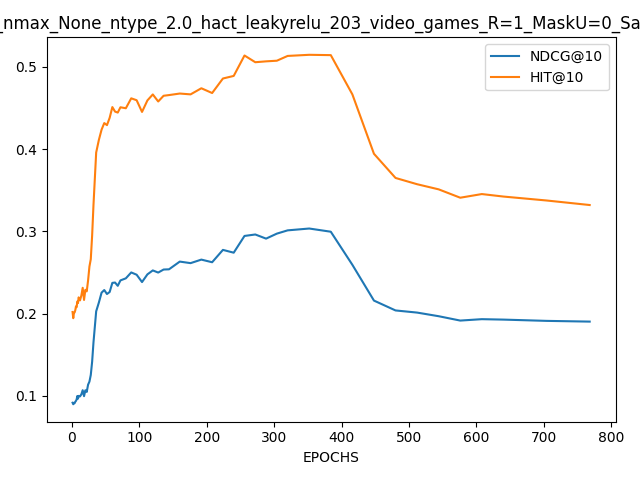 _nmax_None_ntype_2.0_hact_leakyrelu_203_video_games_R=1_MaskU=0_Sa
NDCG@10
HIT@10
0.5
0.4
0.3
0.2
0.1
0 100 200 300 400 500 600 700 800
EPOCHS